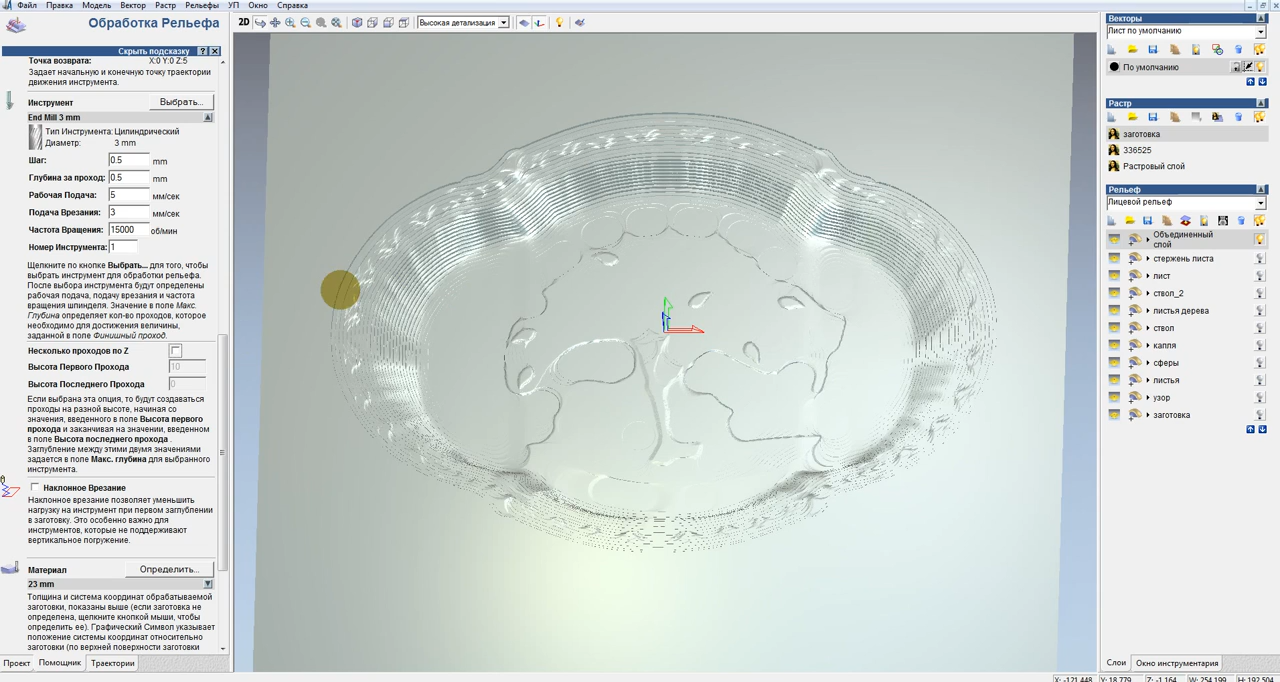 Файл Правка Модель Вектор Растр Рельефы УП Окно Справка
Обработка Рельефа
2D
Высокая детализация
Скрыть подсказку ?
Точка возврата: X:0 Y:0 Z:5
Задает начальную и конечную точку траектории
движения инструмента.
Инструмент Выбрать...
End Mill 3 mm
Тип Инструмента: Цилиндрический
Диаметр: 3 mm
Шаг: 0.5 mm
Глубина за проход: 0.5 mm
Рабочая Подача: 5 мм/сек
Подача Врезания: 3 мм/сек
Частота Вращения: 15000 об/мин
Номер Инструмента: 1
Щелкните по кнопке Выбрать... для того, чтобы
выбрать инструмент для обработки рельефа.
После выбора инструмента будут определены
рабочая подача, подача врезания и частота
вращения шпинделя. Значение в поле Макс.
Глубина определяет кол-во проходов, которое
необходимо для достижения величины,
заданной в поле Финишный проход.
Несколько проходов по Z
Высота Первого Прохода 10
Высота Последнего Прохода 0
Если выбрана эта опция, то будут создаваться
проходы на разной высоте, начиная со
значения, введенного в поле Высота первого
прохода и заканчивая на значении, введенном
в поле Высота последнего прохода .
Заглубление между этими двумя значениями
задается в поле Макс. глубина для выбранного
инструмента.
Наклонное Врезание
Наклонное врезание позволяет уменьшить
нагрузку на инструмент при первом заглублении
в заготовку. Это особенно важно для
инструментов, которые не поддерживают
вертикальное погружение.
Материал Определить...
23 mm
Толщина и система координат обрабатываемой
заготовки, показаны выше (если заготовка не
определена, щелкните кнопкой мыши, чтобы
определить ее). Графический Символ указывает
положение системы координат относительно
заготовки (по верхней поверхности заготовки
Проект Помощник Траектории
Векторы
Лист по умолчанию
По умолчанию
Растр
заготовка
336525
Растровый слой
Рельеф
Лицевой рельеф
Объединенный
слой
стержень листа
лист
ствол_2
листья дерева
ствол
капля
сферы
листья
узор
заготовка
Слои Окно инструментария
X: -121.448 Y: 18.779 Z: -1.164 W: 254.199 H: 192.504